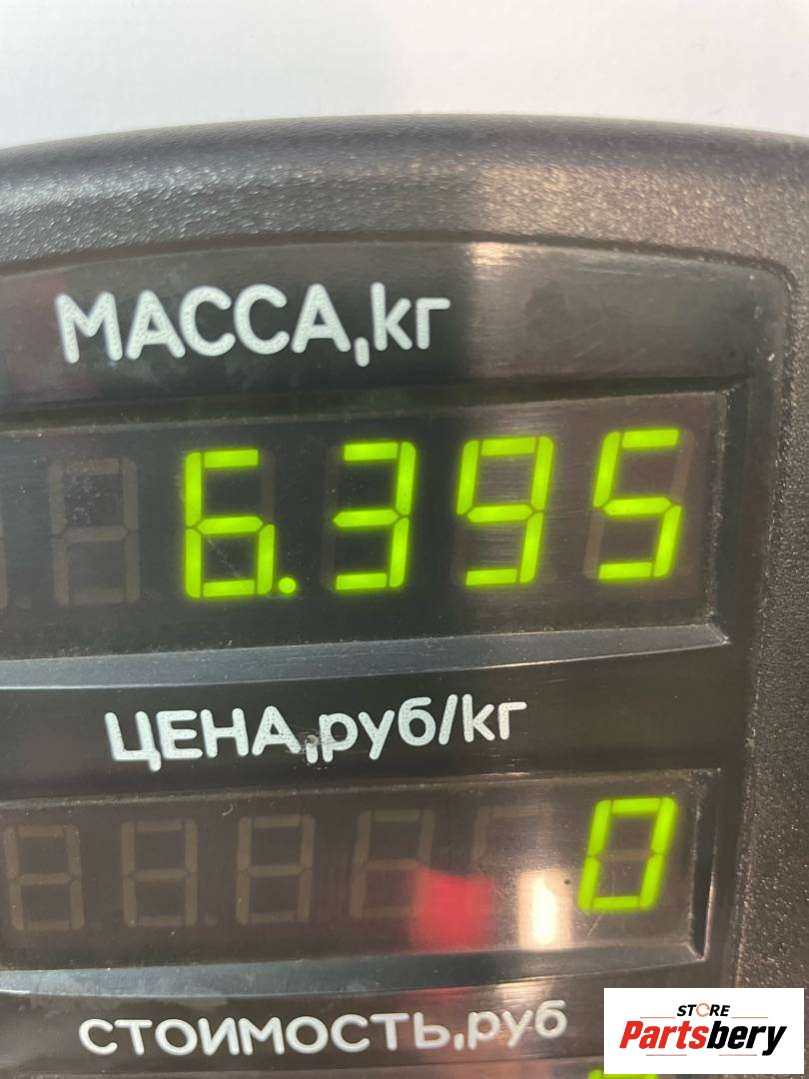 МАССА,кг
6.395
ЦЕНА,руб/кг
0
СТОИМОСТЬ,руб
STORE
Partsbery